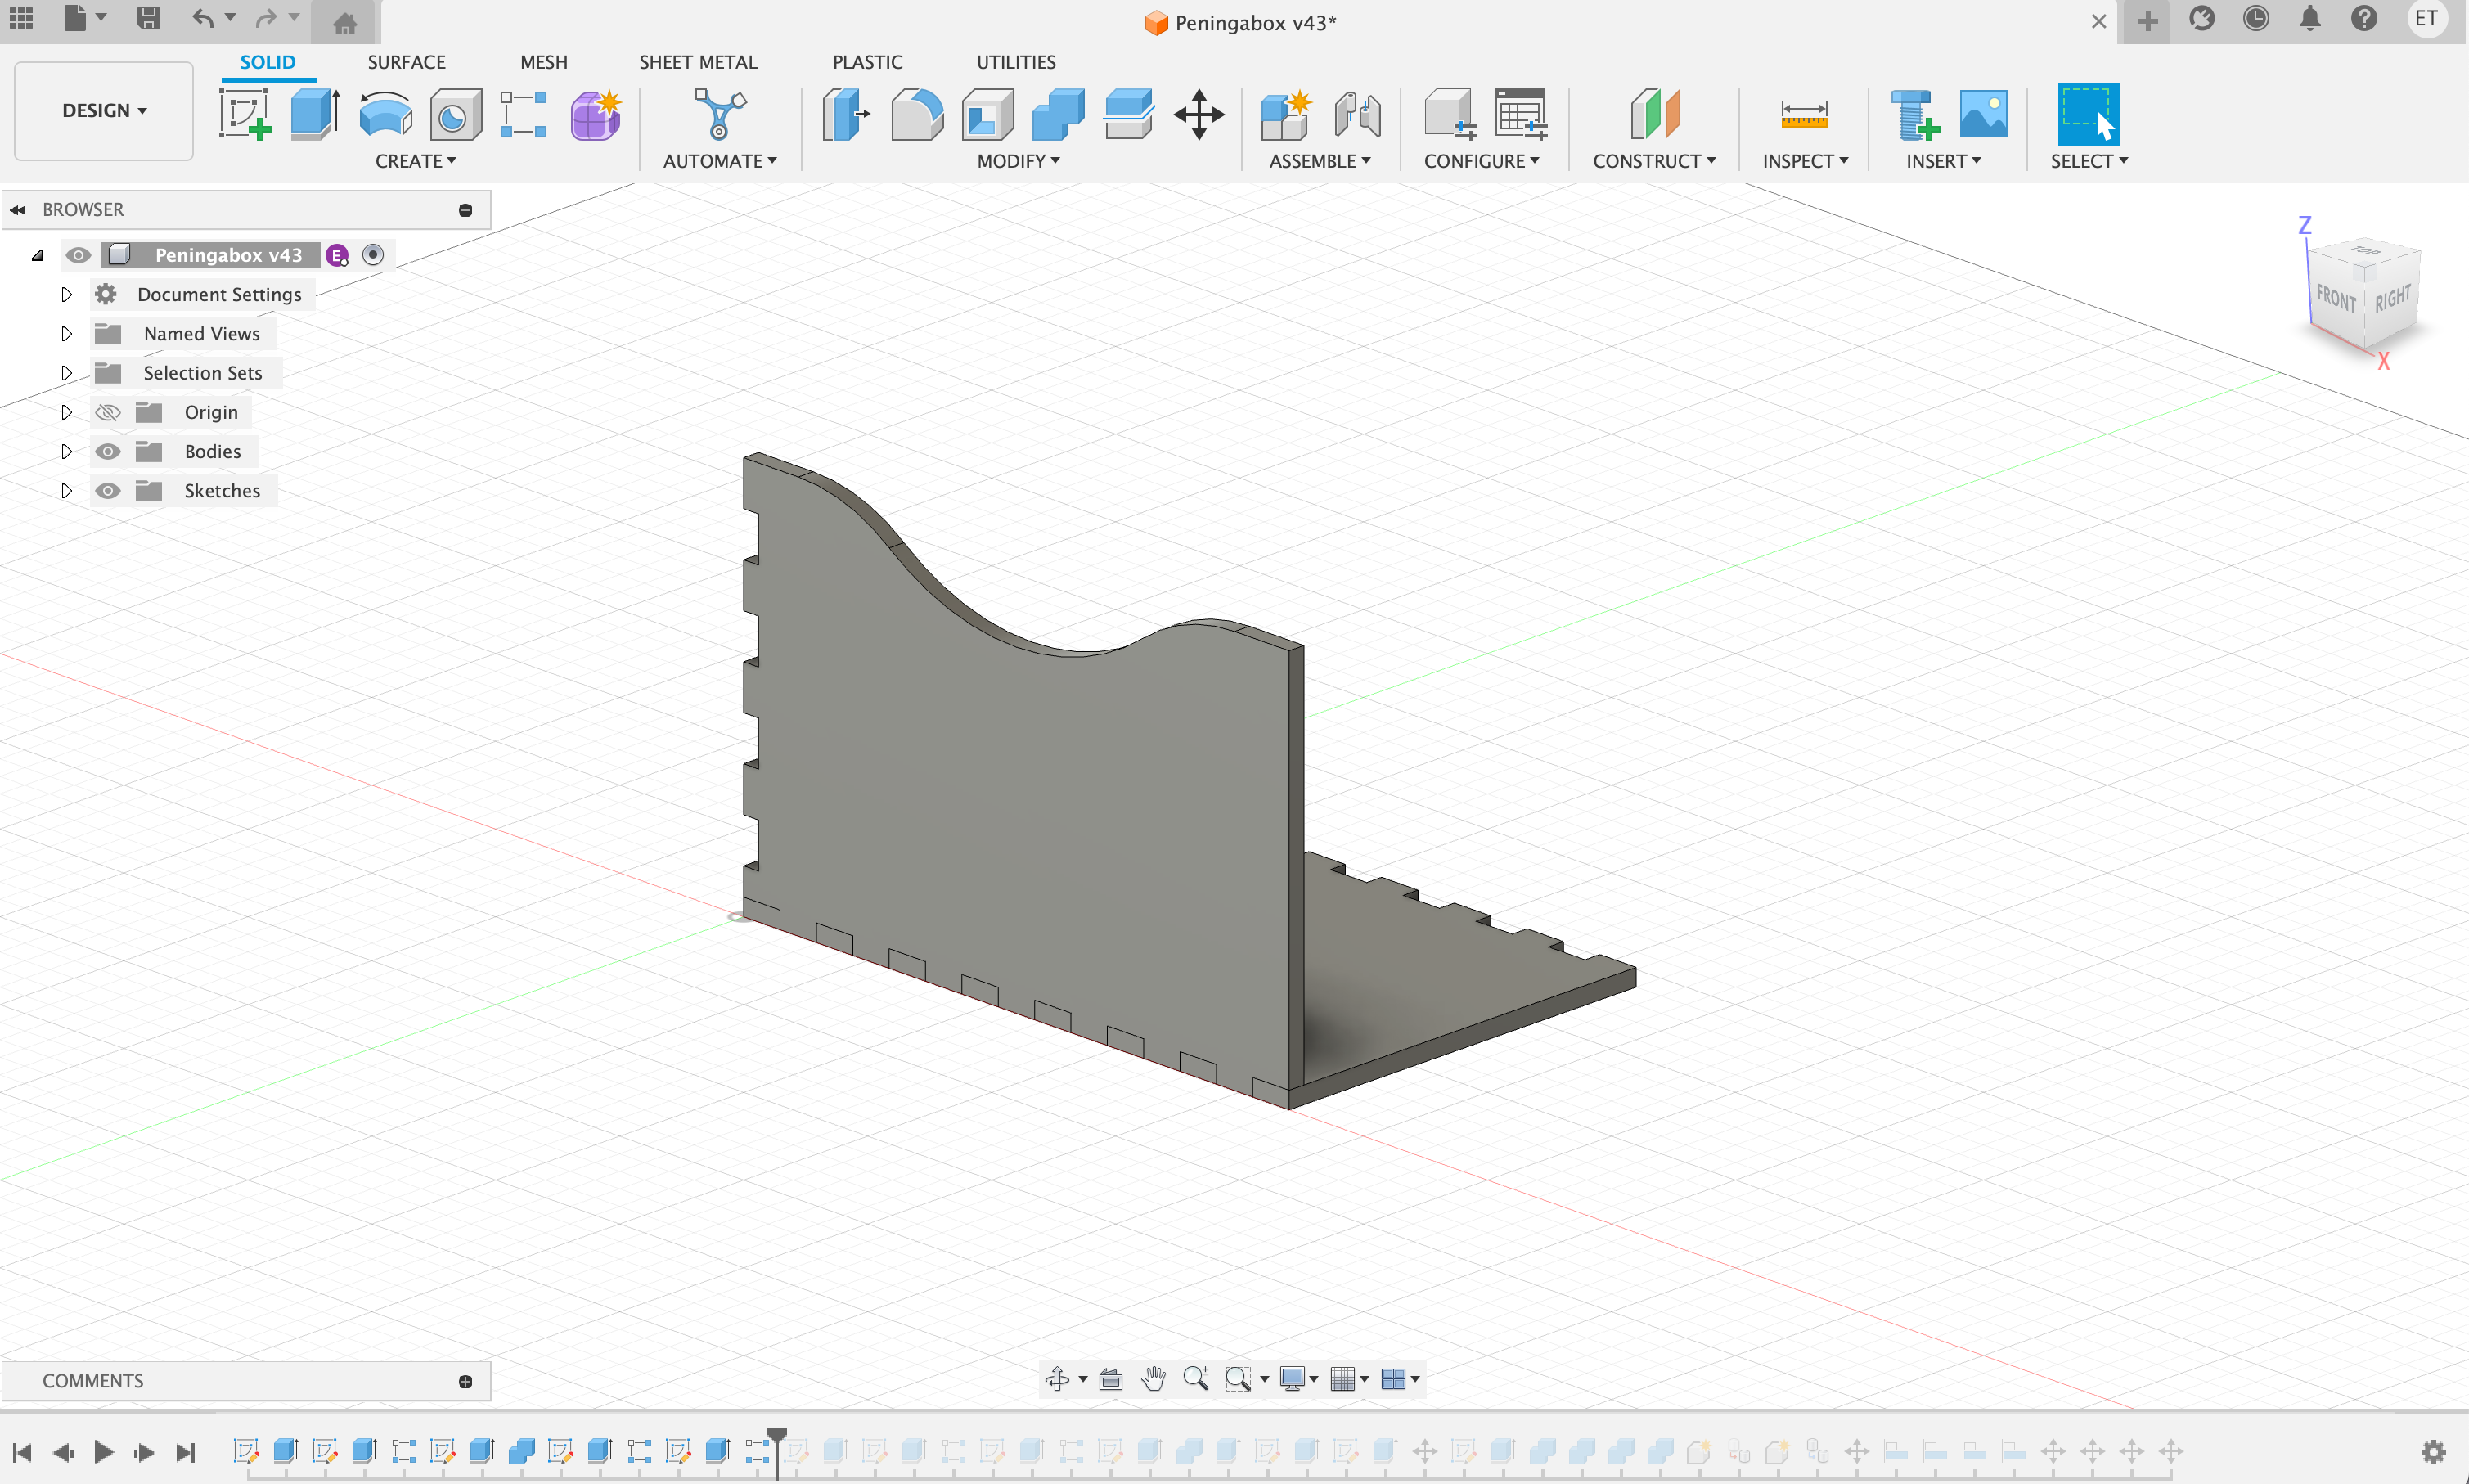 Peningabox v43*
ET
SOLID SURFACE MESH SHEET METAL PLASTIC UTILITIES
DESIGN
CREATE AUTOMATE MODIFY ASSEMBLE CONFIGURE CONSTRUCT INSPECT INSERT SELECT
BROWSER
Peningabox v43 E
Document Settings
Named Views
Selection Sets
Origin
Bodies
Sketches
Z
TOP
FRONT RIGHT
X
COMMENTS